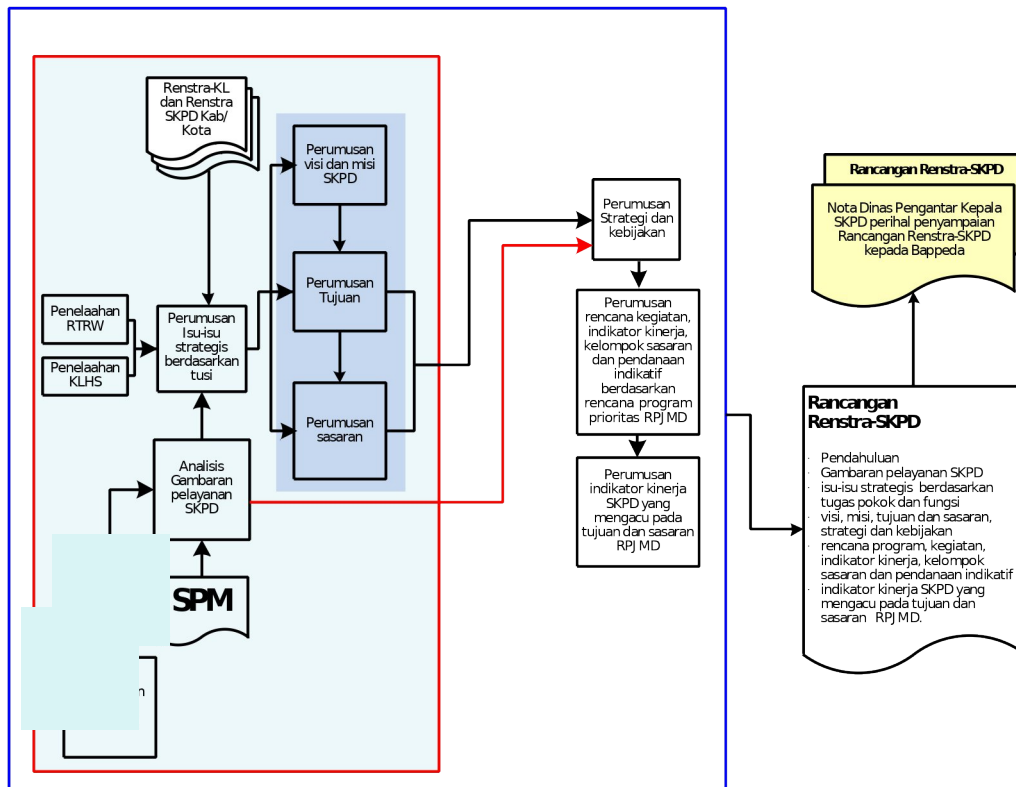 Renstra-KL
dan Renstra
SKPD Kab/
Kota
Perumusan
visi dan misi
SKPD
Perumusan
Tujuan
Perumusan
sasaran
Penelaahan
RTRW
Penelaahan
KLHS
Perumusan
Isu-isu
strategis
berdasarkan
tusi
Analisis
Gambaran
pelayanan
SKPD
SPM
Perumusan
Strategi dan
kebijakan
Perumusan
rencana kegiatan,
indikator kinerja,
kelompok sasaran
dan pendanaan
indikatif
berdasarkan
rencana program
prioritas RPJMD
Perumusan
indikator kinerja
SKPD yang
mengacu pada
tujuan dan sasaran
RPJMD
Rancangan Renstra-SKPD
Nota Dinas Pengantar Kepala
SKPD perihal penyampaian
Rancangan Renstra-SKPD
kepada Bappeda
Rancangan
Renstra-SKPD
· Pendahuluan
· Gambaran pelayanan SKPD
· isu-isu strategis berdasarkan
tugas pokok dan fungsi
· visi, misi, tujuan dan sasaran,
strategi dan kebijakan
· rencana program, kegiatan,
indikator kinerja, kelompok
sasaran dan pendanaan indikatif
· indikator kinerja SKPD yang
mengacu pada tujuan dan
sasaran RPJMD.